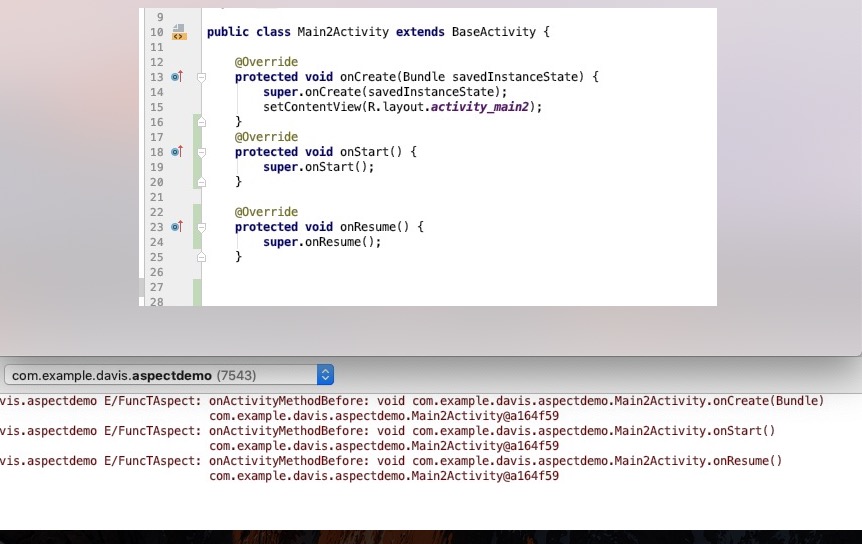 9
10 public class Main2Activity extends BaseActivity {
11
12 @Override
13 protected void onCreate(Bundle savedInstanceState) {
14 super.onCreate(savedInstanceState);
15 setContentView(R.layout.activity_main2);
16 }
17 @Override
18 protected void onStart() {
19 super.onStart();
20 }
21
22 @Override
23 protected void onResume() {
24 super.onResume();
25 }
26
27
28
com.example.davis.aspectdemo (7543)
vis.aspectdemo E/FuncTAspect: onActivityMethodBefore: void com.example.davis.aspectdemo.Main2Activity.onCreate(Bundle)
com.example.davis.aspectdemo.Main2Activity@a164f59
vis.aspectdemo E/FuncTAspect: onActivityMethodBefore: void com.example.davis.aspectdemo.Main2Activity.onStart()
com.example.davis.aspectdemo.Main2Activity@a164f59
vis.aspectdemo E/FuncTAspect: onActivityMethodBefore: void com.example.davis.aspectdemo.Main2Activity.onResume()
com.example.davis.aspectdemo.Main2Activity@a164f59